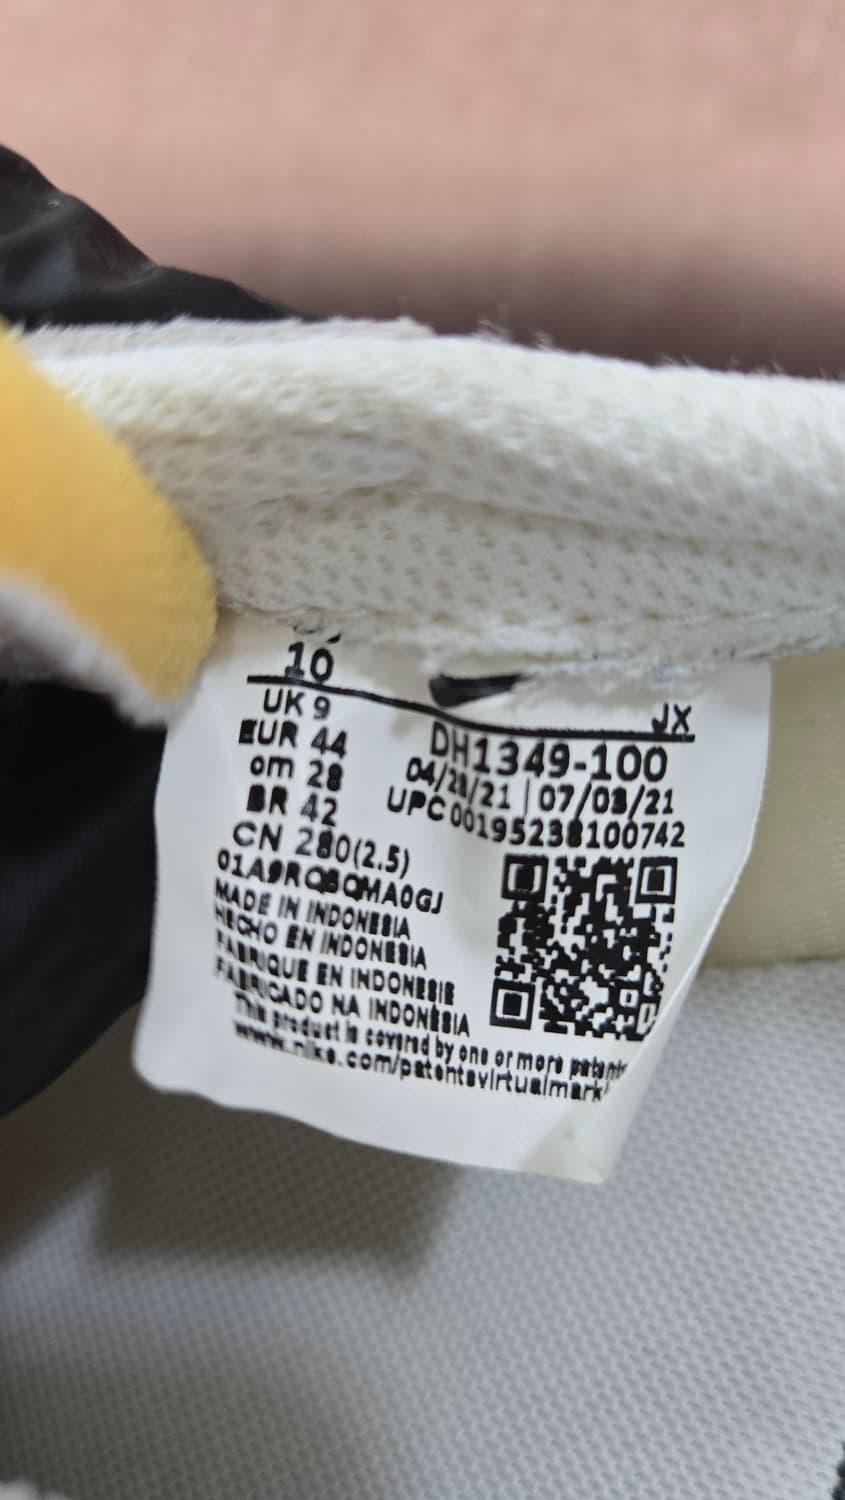 10
UK 9
EUR 44
cm 28
BR 42
CN 280(2.5)
JX
DH1349-100
04/28/21 | 07/03/21
UPC 00195238100742
MADE IN INDONESIA
HECHO EN INDONESIA
FABRIQUE EN INDONESIE
FABRICADO NA INDONÉSIA
This product is covered by one or more patents
www.nike.com/patentsvirtualmark